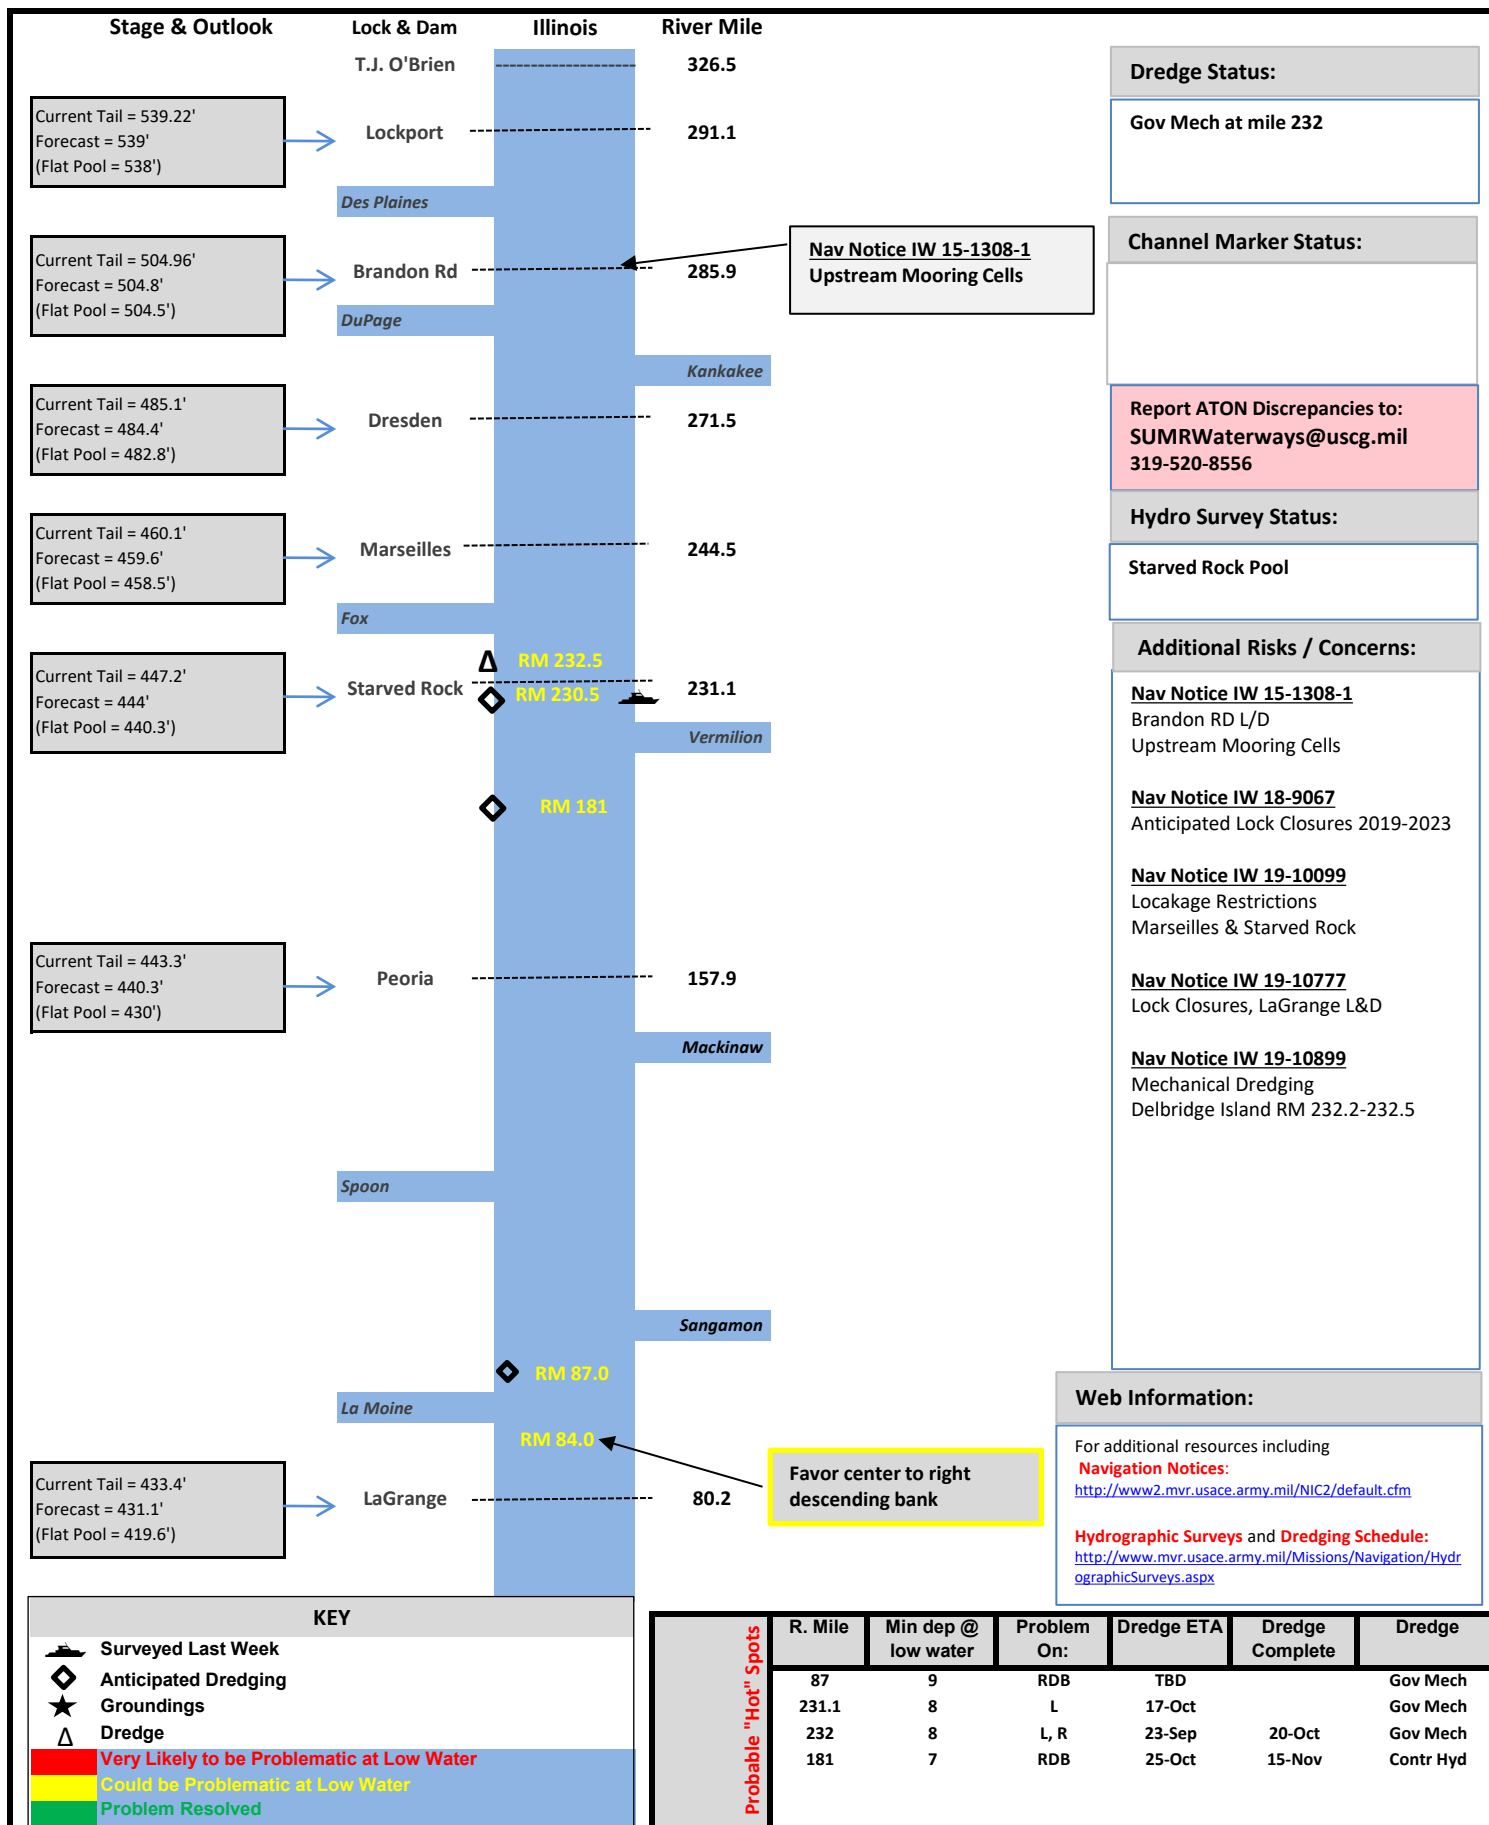 Stage & Outlook Lock & Dam Illinois River Mile
T.J. O'Brien 326.5
Current Tail = 539.22'
Forecast = 539'
(Flat Pool = 538')
Lockport 291.1
Des Plaines
Current Tail = 504.96'
Forecast = 504.8'
(Flat Pool = 504.5')
Brandon Rd 285.9
Nav Notice IW 15-1308-1
Upstream Mooring Cells
DuPage
Kankakee
Current Tail = 485.1'
Forecast = 484.4'
(Flat Pool = 482.8')
Dresden 271.5
Current Tail = 460.1'
Forecast = 459.6'
(Flat Pool = 458.5')
Marseilles 244.5
Fox
Δ RM 232.5
Current Tail = 447.2'
Forecast = 444'
(Flat Pool = 440.3')
Starved Rock 231.1
RM 230.5
Vermilion
RM 181
Current Tail = 443.3'
Forecast = 440.3'
(Flat Pool = 430')
Peoria 157.9
Mackinaw
Spoon
Sangamon
RM 87.0
La Moine
RM 84.0
Favor center to right
descending bank
Current Tail = 433.4'
Forecast = 431.1'
(Flat Pool = 419.6')
LaGrange 80.2
Dredge Status:
Gov Mech at mile 232
Channel Marker Status:
Report ATON Discrepancies to:
SUMRWaterways@uscg.mil
319-520-8556
Hydro Survey Status:
Starved Rock Pool
Additional Risks / Concerns:
Nav Notice IW 15-1308-1
Brandon RD L/D
Upstream Mooring Cells
Nav Notice IW 18-9067
Anticipated Lock Closures 2019-2023
Nav Notice IW 19-10099
Locakage Restrictions
Marseilles & Starved Rock
Nav Notice IW 19-10777
Lock Closures, LaGrange L&D
Nav Notice IW 19-10899
Mechanical Dredging
Delbridge Island RM 232.2-232.5
Web Information:
For additional resources including
Navigation Notices:
http://www2.mvr.usace.army.mil/NIC2/default.cfm
Hydrographic Surveys and Dredging Schedule:
http://www.mvr.usace.army.mil/Missions/Navigation/Hydr
ographicSurveys.aspx
KEY
Surveyed Last Week
Anticipated Dredging
Groundings
Δ Dredge
Very Likely to be Problematic at Low Water
Could be Problematic at Low Water
Problem Resolved
Probable "Hot" Spots
R. Mile Min dep @ Problem Dredge ETA Dredge Dredge
low water On: Complete
87 9 RDB TBD Gov Mech
231.1 8 L 17-Oct Gov Mech
232 8 L, R 23-Sep 20-Oct Gov Mech
181 7 RDB 25-Oct 15-Nov Contr Hyd